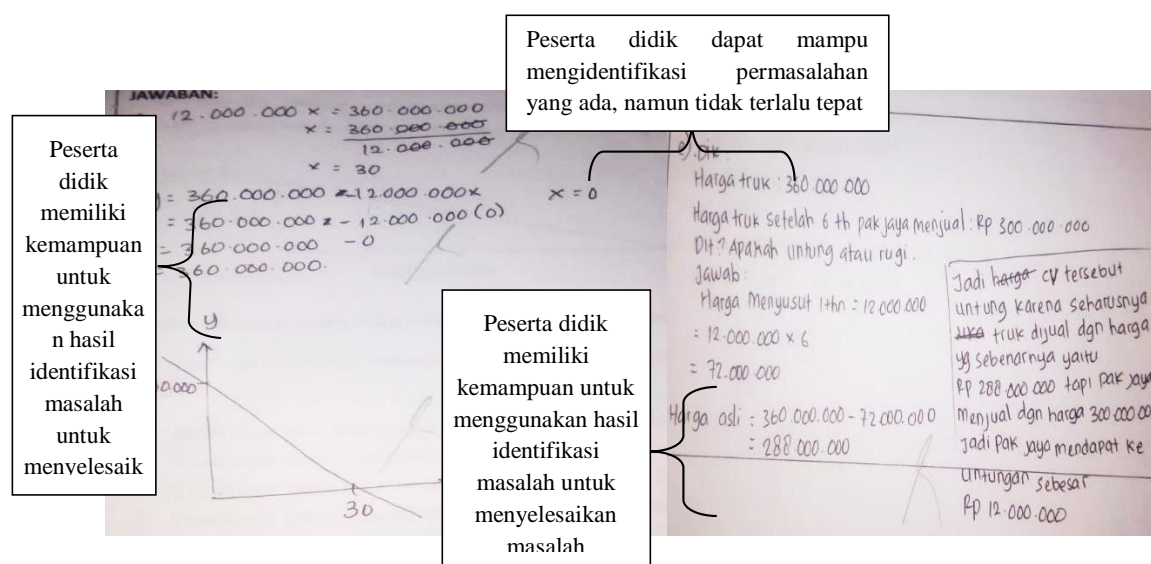 Peserta didik dapat mampu
mengidentifikasi permasalahan
yang ada, namun tidak terlalu tepat
Peserta
didik
memiliki
kemampuan
untuk
menggunaka
n hasil
identifikasi
masalah
untuk
menyelesaik
JAWABAN:
12.000.000 x = 360.000.000
x = 360.000.000
12.000.000
x = 30
= 360.000.000 - 12.000.000x
x = 0
= 360.000.000 - 12.000.000 (0)
= 360.000.000 - 0
= 360.000.000.
y
30
Peserta didik
memiliki
kemampuan untuk
menggunakan hasil
identifikasi
masalah untuk
menyelesaikan
masalah
Dik
Harga truk : 360.000.000
Harga truk setelah 6 th pak jaya menjual : Rp 300.000.000
Dit? Apakah untung atau rugi.
Jawab :
Harga Menyusut 1 thn = 12.000.000
= 12.000.000 × 6
= 72.000.000
Harga asli : 360.000.000 - 72.000.000
= 288.000.000
Jadi harga CV tersebut
untung karena seharusnya
truk dijual dgn harga
yg sebenarnya yaitu
Rp 288.000.000 tapi pak jaya
menjual dgn harga 300.000.00
Jadi pak jaya mendapat ke
untungan sebesar
Rp 12.000.000